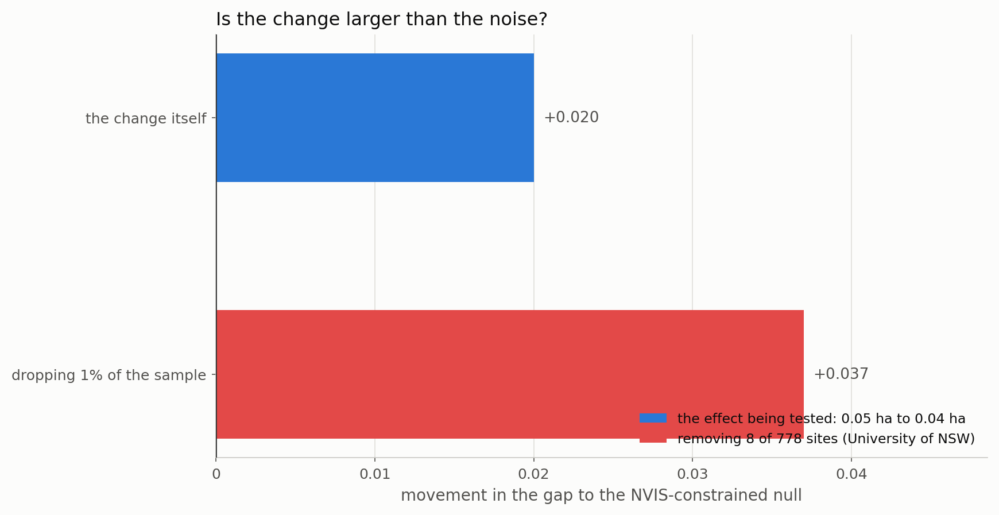 Is the change larger than the noise?
the change itself
+0.020
dropping 1% of the sample
+0.037
the effect being tested: 0.05 ha to 0.04 ha
removing 8 of 778 sites (University of NSW)
0 0.01 0.02 0.03 0.04
movement in the gap to the NVIS-constrained null